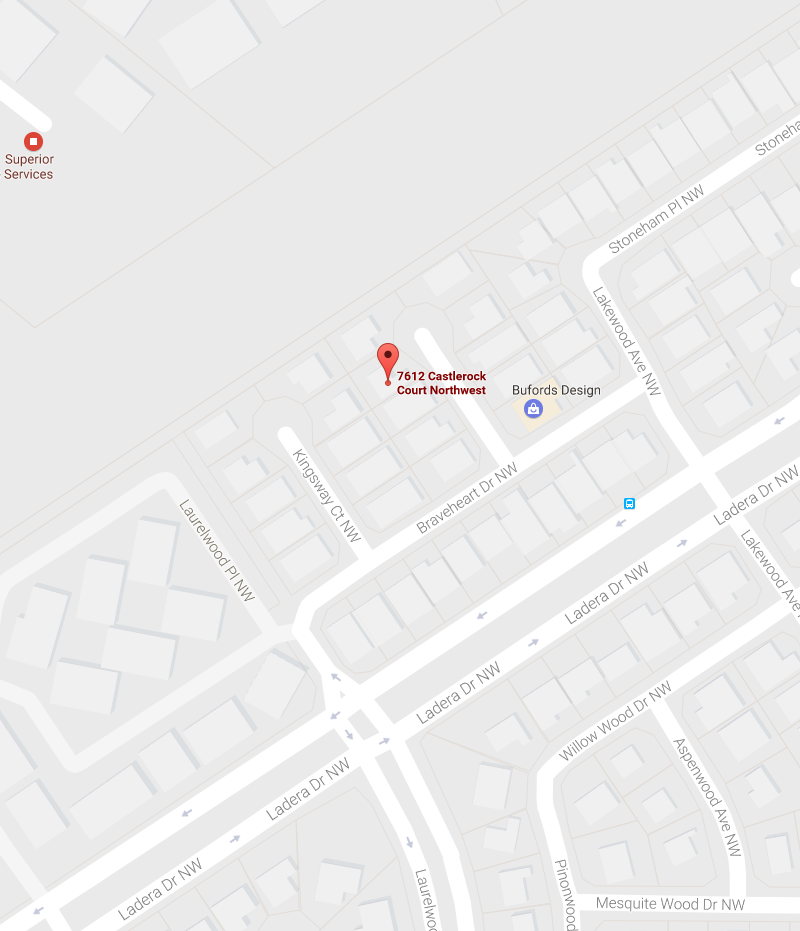 Superior
Services
Stoneha
Stoneham Pl NW
Lakewood Ave NW
7612 Castlerock
Court Northwest
Bufords Design
Kingsway Ct NW
Braveheart Dr NW
Laurelwood Pl NW
Ladera Dr NW
Lakewood Ave
Ladera Dr NW
Ladera Dr NW
Willow Wood Dr NW
Aspenwood Ave NW
Ladera Dr NW
Ladera Dr NW
Laurelwo
Pinonwood
Mesquite Wood Dr NW